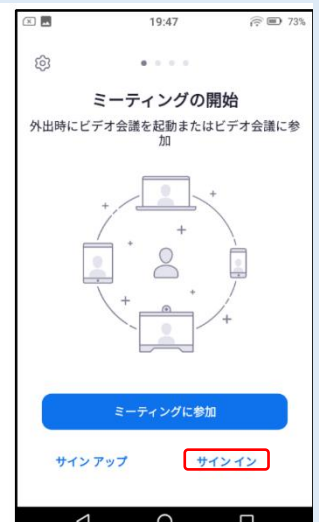 19:47
73%
ミーティングの開始
外出時にビデオ会議を起動またはビデオ会議に参
加
ミーティングに参加
サイン アップ
サイン イン